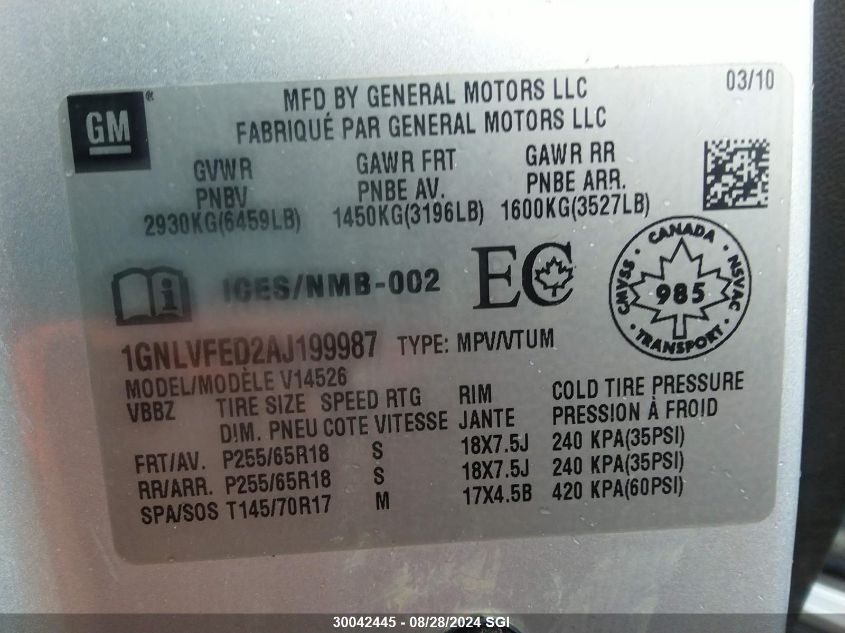 03/10
GM
MFD BY GENERAL MOTORS LLC
FABRIQUÉ PAR GENERAL MOTORS LLC
GVWR GAWR FRT GAWR RR
PNBV PNBE AV. PNBE ARR.
2930KG(6459LB) 1450KG(3196LB) 1600KG(3527LB)
i ICES/NMB-002 EC
CANADA
CMVSS 985 NSVAC
TRANSPORT
1GNLVFED2AJ199987 TYPE: MPV/VTUM
MODEL/MODÈLE V14526
VBBZ TIRE SIZE SPEED RTG RIM COLD TIRE PRESSURE
DIM. PNEU COTE VITESSE JANTE PRESSION À FROID
FRT/AV. P255/65R18 S 18X7.5J 240 KPA(35PSI)
RR/ARR. P255/65R18 S 18X7.5J 240 KPA(35PSI)
SPA/SOS T145/70R17 M 17X4.5B 420 KPA(60PSI)
30042445 - 08/28/2024 SGI